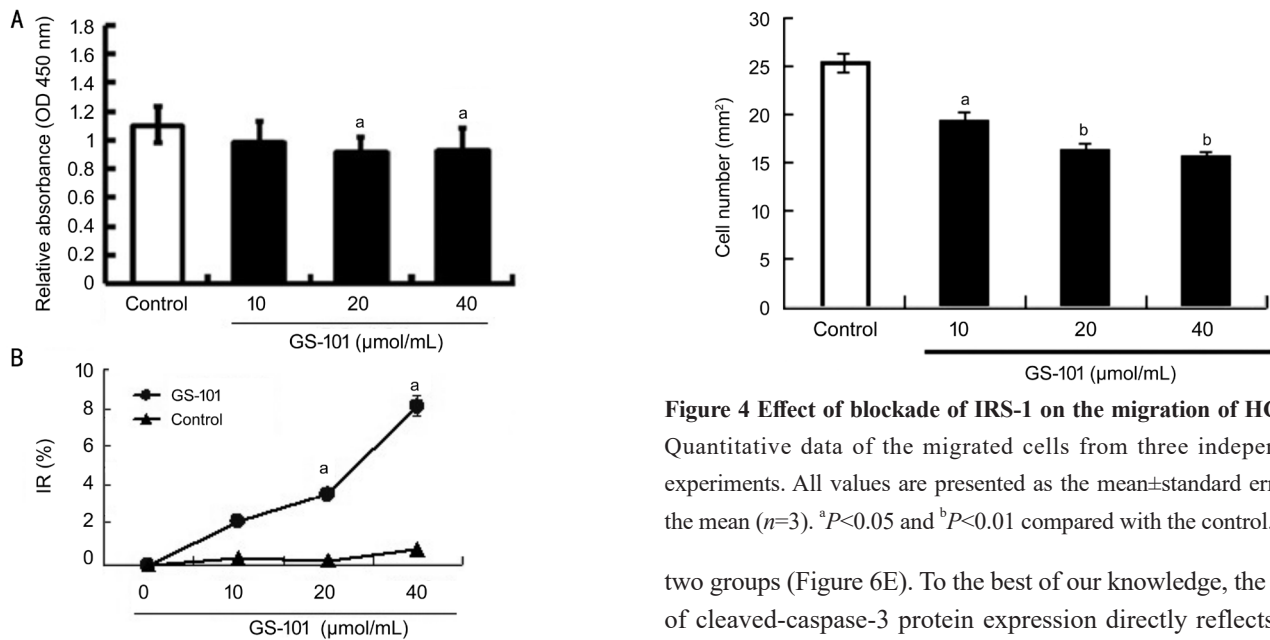 A
Relative absorbance (OD 450 nm)
1.8
1.6
1.4
1.2
1
0.8
0.6
0.4
0.2
0
a
a
Control
10
20
40
GS-101 (μmol/mL)
B
IR (%)
10
8
6
4
2
0
GS-101
Control
a
a
0
10
20
40
GS-101 (μmol/mL)
Cell number (mm²)
30
25
20
15
10
5
0
a
b
b
Control
10
20
40
GS-101 (μmol/mL)
Figure 4 Effect of blockade of IRS-1 on the migration of
Quantitative data of the migrated cells from three
experiments. All values are presented as the mean±standard
the mean (n=3). ᵃP<0.05 and ᵇP<0.01 compared with the control.
two groups (Figure 6E). To the best of our knowledge, the
of cleaved-caspase-3 protein expression directly reflects